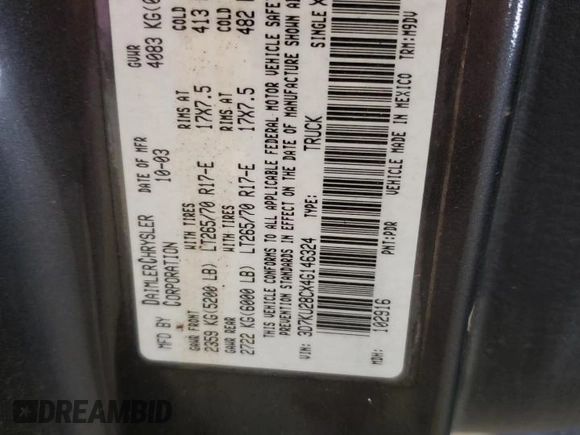 MFD BY DAIMLERCHRYSLER CORPORATION
DATE OF MFR 10-03
GVWR 4083 KG(
GAWR FRONT WITH TIRES RIMS AT COLD
2359 KG(5200 LB) LT265/70 R17-E 17X7.5 413
GAWR REAR WITH TIRES RIMS AT COLD
2722 KG(6000 LB) LT265/70 R17-E 17X7.5 482
THIS VEHICLE CONFORMS TO ALL APPLICABLE FEDERAL MOTOR VEHICLE SAFE
PREVENTION STANDARDS IN EFFECT ON THE DATE OF MANUFACTURE SHOWN A
VIN: 3D7KU28CX4G146324 TYPE: TRUCK SINGLE X
MDH: 102916 PNT:PDR VEHICLE MADE IN MEXICO TRM:M9DV
DREAMBID